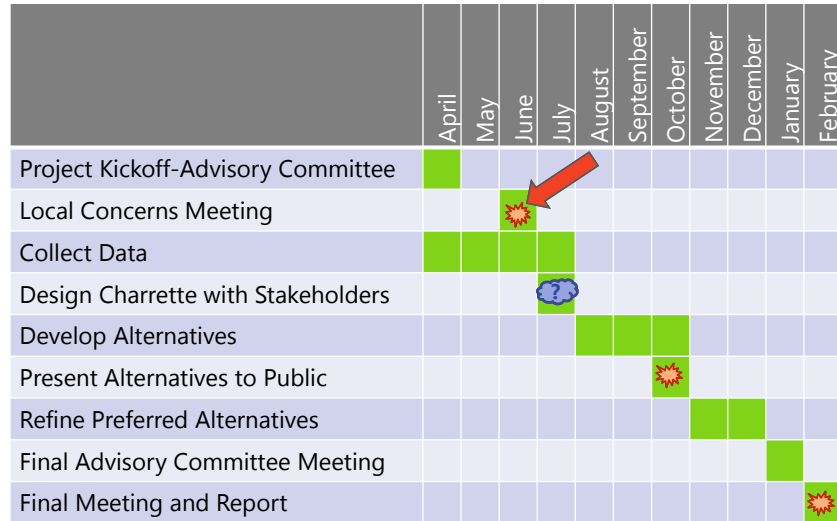 April
May
June
July
August
September
October
November
December
January
February
Project Kickoff-Advisory Committee
Local Concerns Meeting
Collect Data
Design Charrette with Stakeholders
?
Develop Alternatives
Present Alternatives to Public
Refine Preferred Alternatives
Final Advisory Committee Meeting
Final Meeting and Report